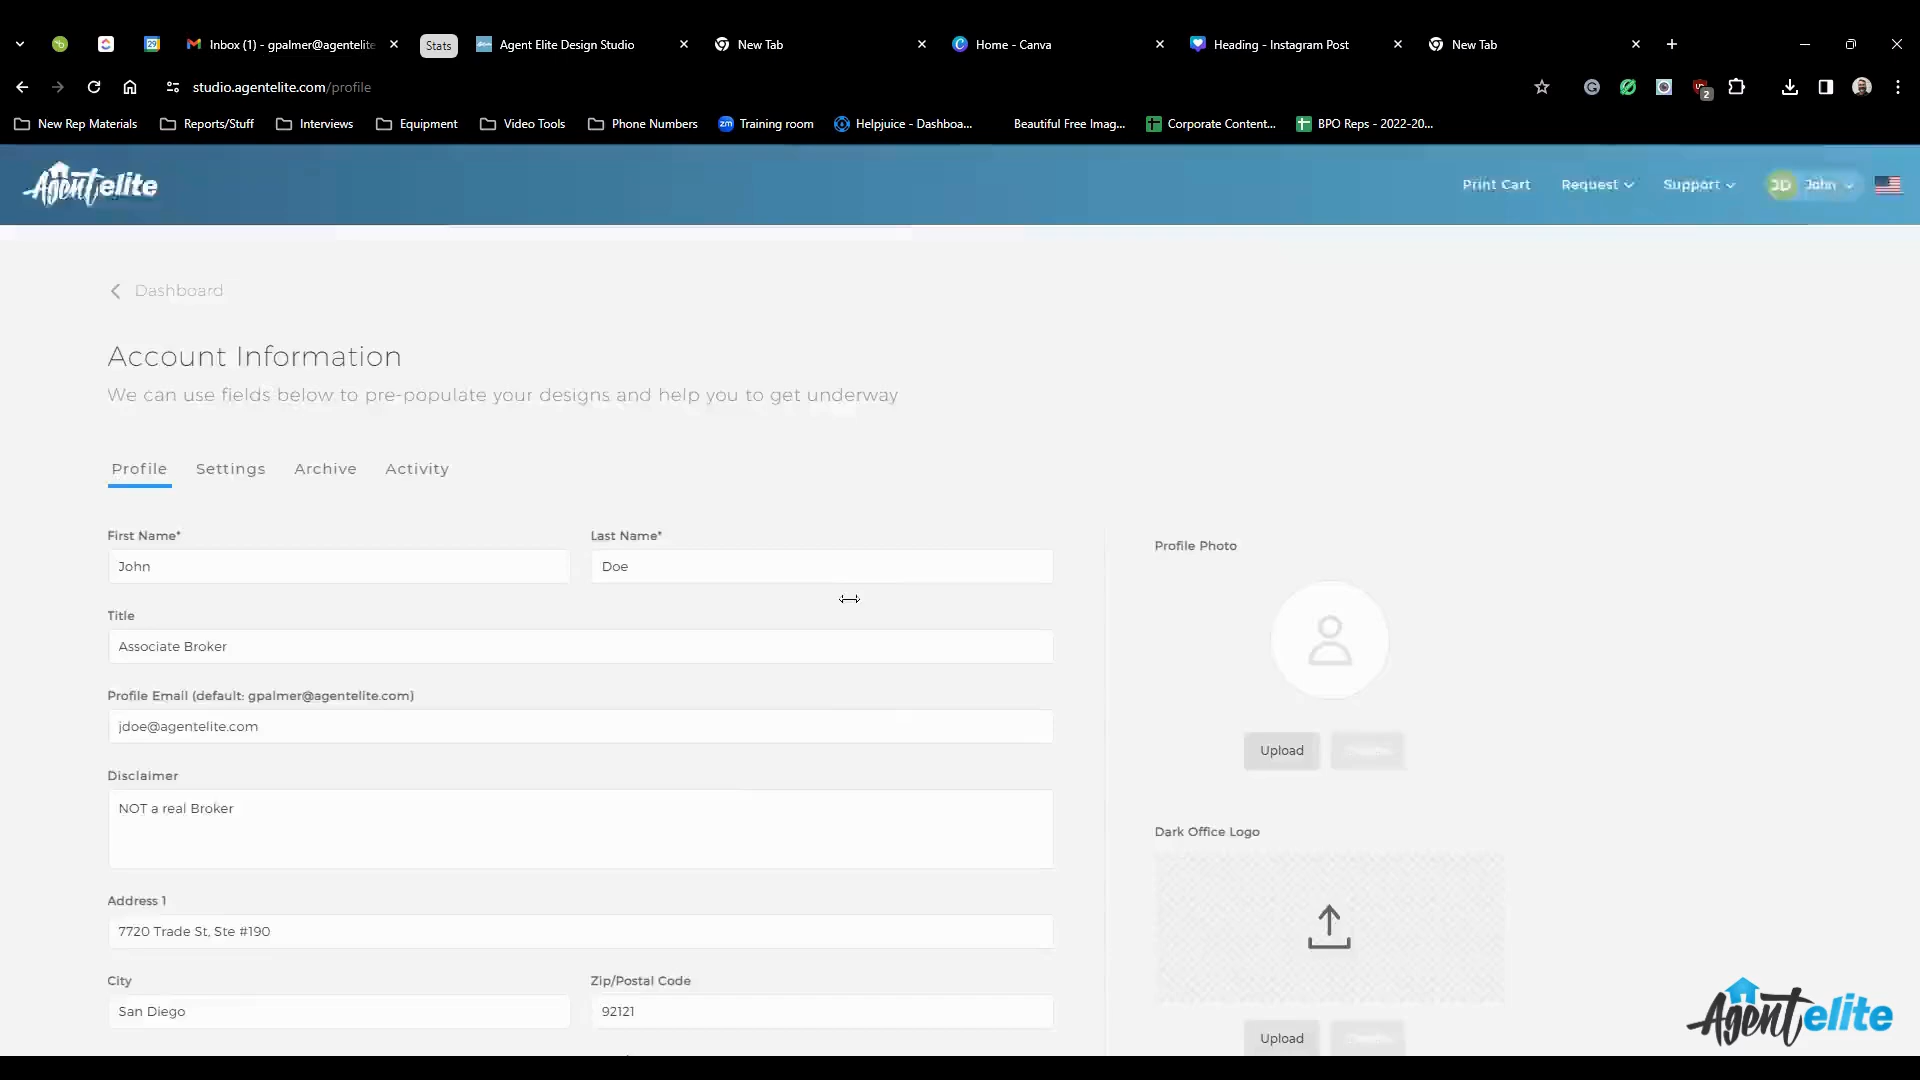 Inbox (1) - gpalmer@agentelite
Stats
Agent Elite Design Studio
New Tab
Home - Canva
Heading - Instagram Post
New Tab
studio.agentelite.com/profile
2
New Rep Materials
Reports/Stuff
Interviews
Equipment
Video Tools
Phone Numbers
zm Training room
Helpjuice - Dashboa...
Beautiful Free Imag...
Corporate Content...
BPO Reps - 2022-20...
Agent elite
Print Cart
Request
Support
JD John
Dashboard
Account Information
We can use fields below to pre-populate your designs and help you to get underway
Profile
Settings
Archive
Activity
First Name*
Last Name*
John
Doe
Title
Associate Broker
Profile Email (default: gpalmer@agentelite.com)
jdoe@agentelite.com
Disclaimer
NOT a real Broker
Address 1
7720 Trade St, Ste #190
City
Zip/Postal Code
San Diego
92121
Profile Photo
Upload
Dark Office Logo
Upload
Agent elite